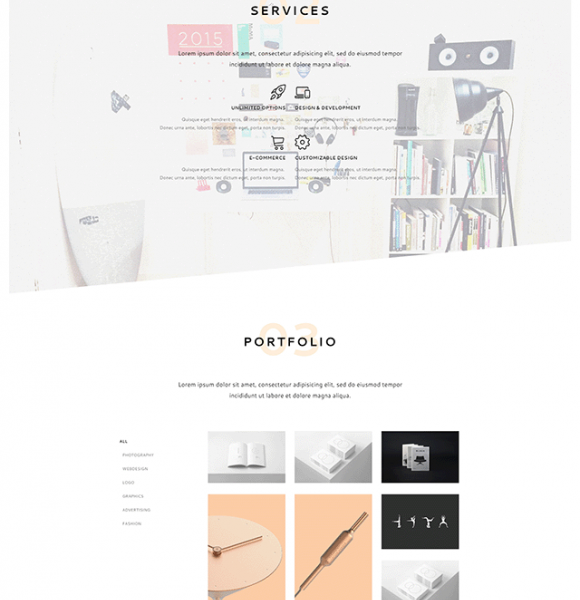 02
SERVICES
2015
Lorem ipsum dolor sit amet, consectetur adipisicing elit, sed do eiusmod tempor
incididunt ut labore et dolore magna aliqua.
UNLIMITED OPTIONS
Quisque eget hendrerit eros, in interdum magna.
Donec urna ante, lobortis nec dictum eget, porta non turpis.
DESIGN & DEVELOPMENT
Quisque eget hendrerit eros, ut interdum magna.
Donec urna ante, lobortis nec dictum eget, porta non turpis.
E-COMMERCE
Quisque eget hendrerit eros, ut interdum magna.
Donec urna ante, lobortis nec dictum eget, porta non turpis.
CUSTOMIZABLE DESIGN
Quisque eget hendrerit eros, ut interdum magna.
Donec urna ante, lobortis nec dictum eget, porta non turpis.
03
PORTFOLIO
Lorem ipsum dolor sit amet, consectetur adipisicing elit, sed do eiusmod tempor
incididunt ut labore et dolore magna aliqua.
ALL
PHOTOGRAPHY
WEBDESIGN
LOGO
GRAPHICS
ADVERTISING
FASHION